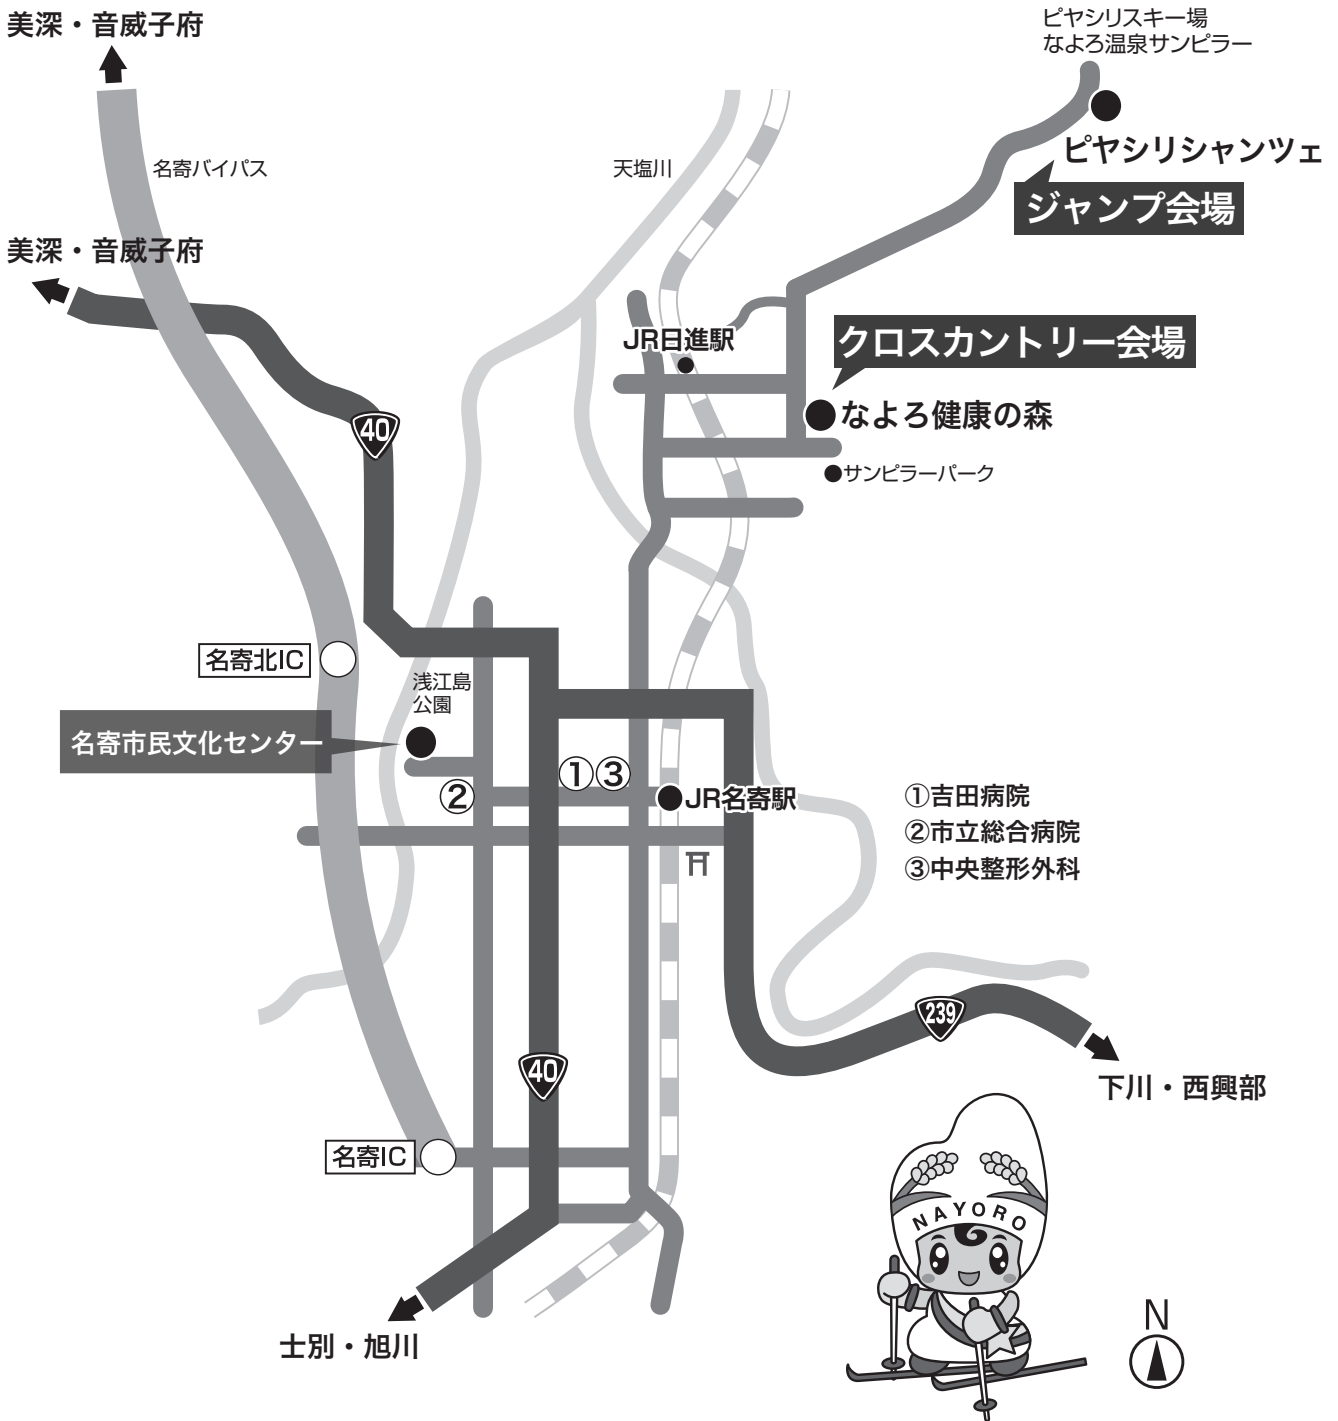 美深・音威子府
ピヤシリスキー場
なよろ温泉サンピラー
ピヤシリシャンツェ
ジャンプ会場
名寄バイパス
天塩川
美深・音威子府
JR日進駅
クロスカントリー会場
なよろ健康の森
40
サンピラーパーク
名寄北IC
浅江島
公園
名寄市民文化センター
①③
②
JR名寄駅
①吉田病院
②市立総合病院
③中央整形外科
239
40
下川・西興部
名寄IC
NAYORO
士別・旭川
N